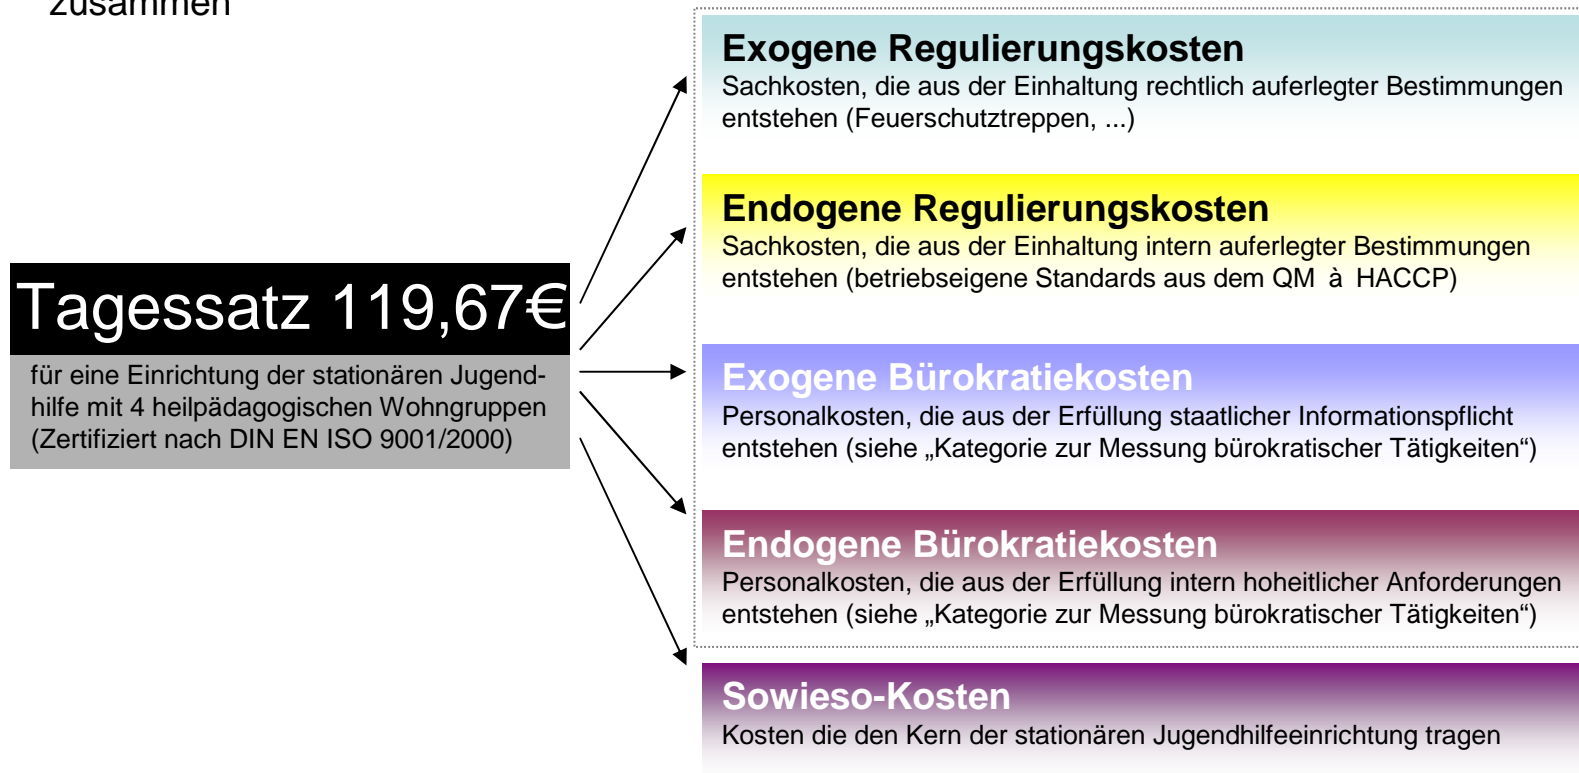 zusammen
Tagessatz 119,67€
für eine Einrichtung der stationären Jugend-
hilfe mit 4 heilpädagogischen Wohngruppen
(Zertifiziert nach DIN EN ISO 9001/2000)
Exogene Regulierungskosten
Sachkosten, die aus der Einhaltung rechtlich auferlegter Bestimmungen
entstehen (Feuerschutztreppen, ...)
Endogene Regulierungskosten
Sachkosten, die aus der Einhaltung intern auferlegter Bestimmungen
entstehen (betriebseigene Standards aus dem QM à HACCP)
Exogene Bürokratiekosten
Personalkosten, die aus der Erfüllung staatlicher Informationspflicht
entstehen (siehe „Kategorie zur Messung bürokratischer Tätigkeiten“)
Endogene Bürokratiekosten
Personalkosten, die aus der Erfüllung intern hoheitlicher Anforderungen
entstehen (siehe „Kategorie zur Messung bürokratischer Tätigkeiten“)
Sowieso-Kosten
Kosten die den Kern der stationären Jugendhilfeeinrichtung tragen